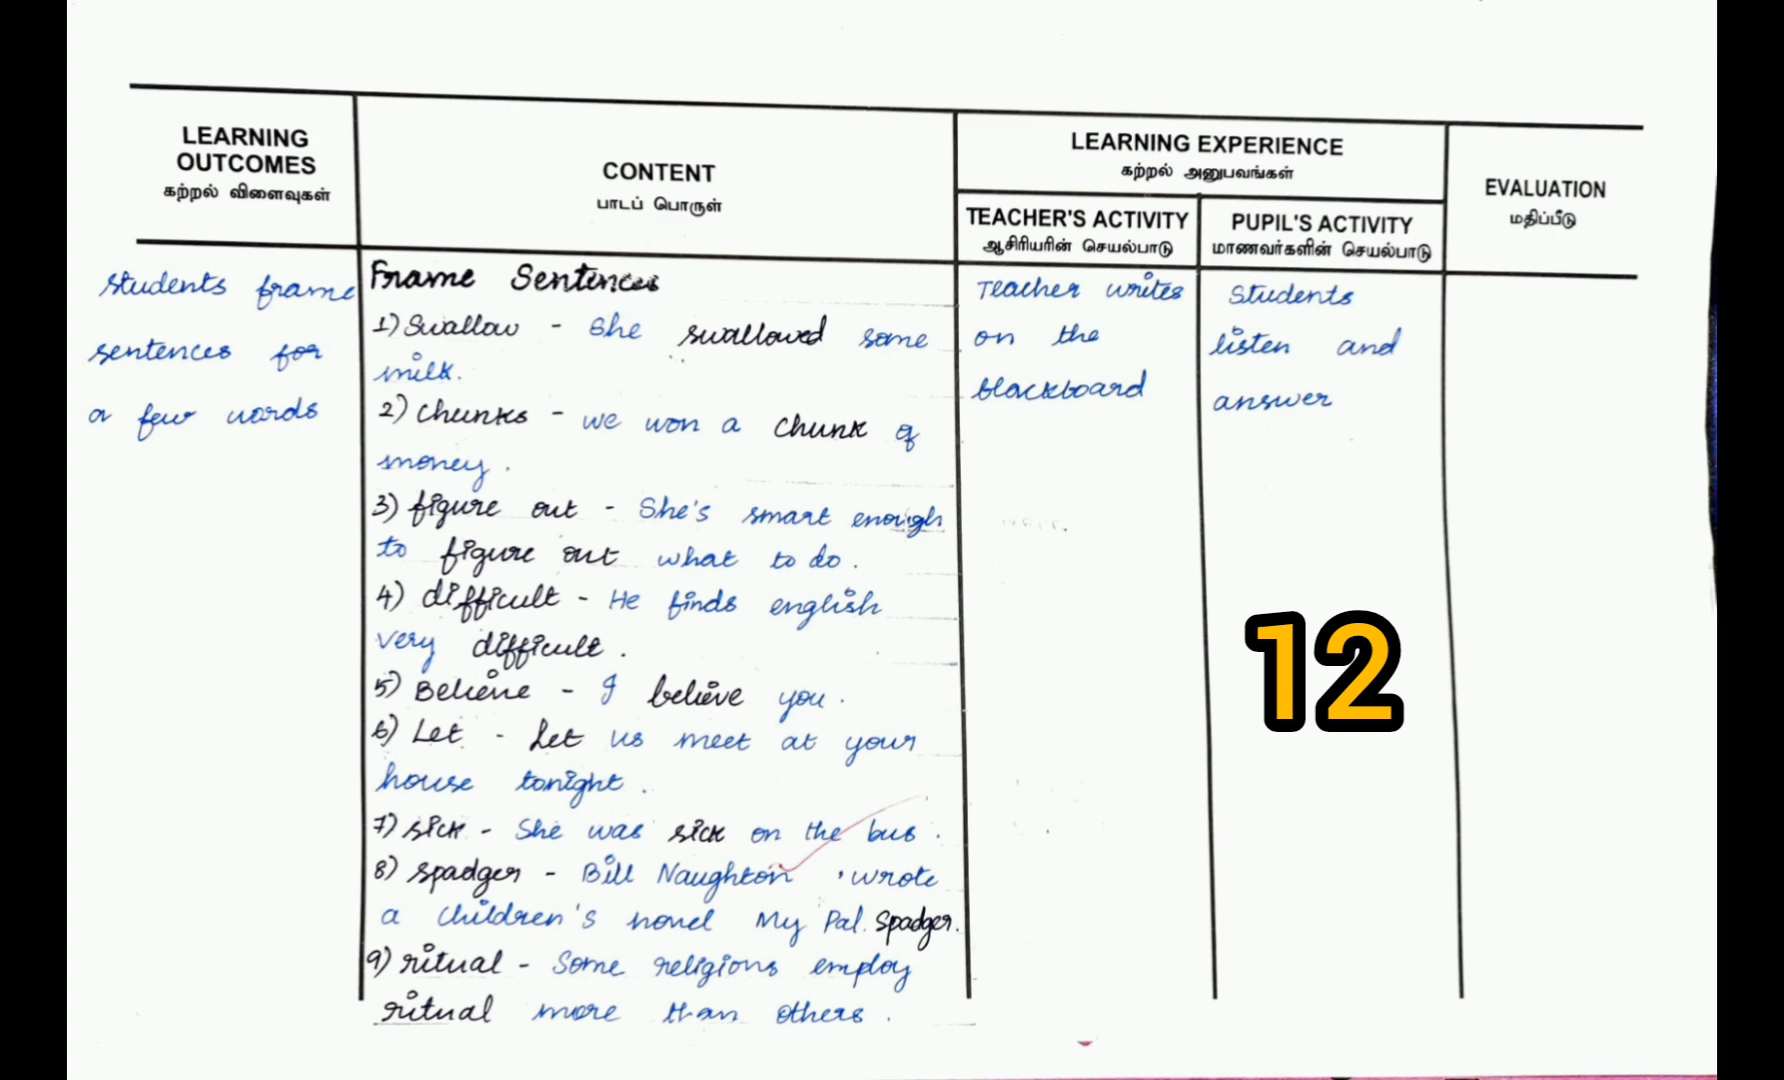 LEARNING
OUTCOMES
கற்றல் விளைவுகள்
CONTENT
பாடப் பொருள்
LEARNING EXPERIENCE
கற்றல் அனுபவங்கள்
TEACHER'S ACTIVITY
ஆசிரியரின் செயல்பாடு
PUPIL'S ACTIVITY
மாணவர்களின் செயல்பாடு
EVALUATION
மதிப்பீடு
students frame
sentences for
a few words
Frame Sentences
1) Swallow - She swallowed some
milk.
2) Chunks - we won a chunk of
money.
3) figure out - She's smart enough
to figure out what to do.
4) difficult - He finds english
very difficult.
5) Believe - I believe you.
6) Let - Let us meet at your
house tonight.
7) sick - She was sick on the bus.
8) spadger - Bill Naughton wrote
a children's novel My Pal. Spadger.
9) ritual - Some religions employ
ritual more than others.
Teacher writes
on the
blackboard
Students
listen and
answer
12